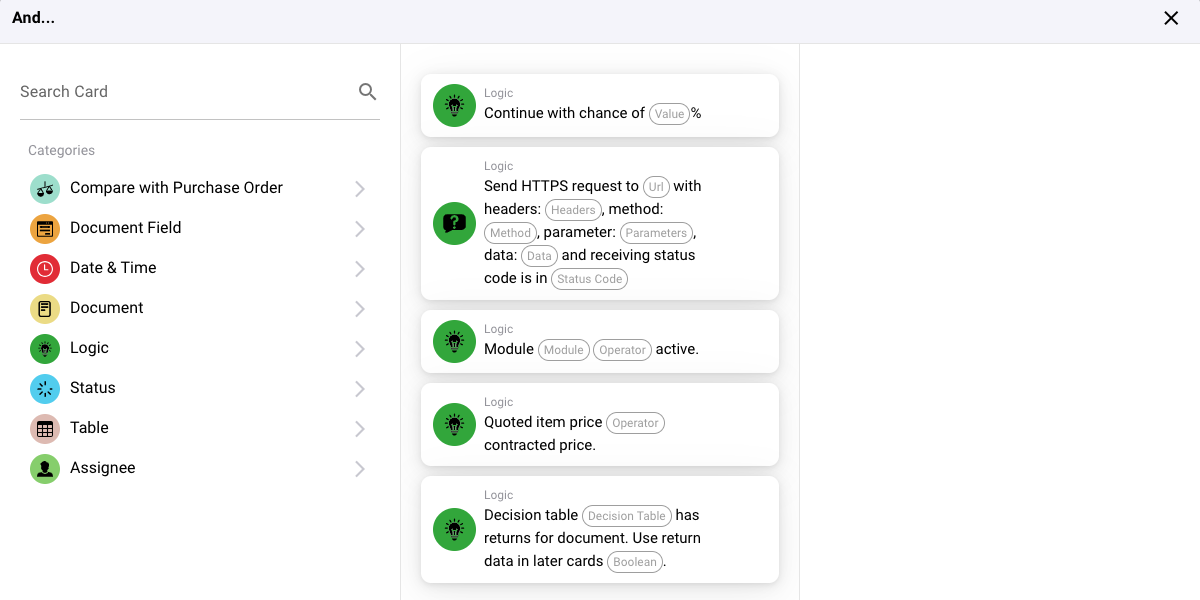 And...
Search Card
Categories
Compare with Purchase Order
Document Field
Date & Time
Document
Logic
Status
Table
Assignee
Logic
Continue with chance of Value %
Logic
Send HTTPS request to Url with
headers: Headers, method:
Method, parameter: Parameters,
data: Data and receiving status
code is in Status Code
Logic
Module Module Operator active.
Logic
Quoted item price Operator
contracted price.
Logic
Decision table Decision Table has
returns for document. Use return
data in later cards Boolean.